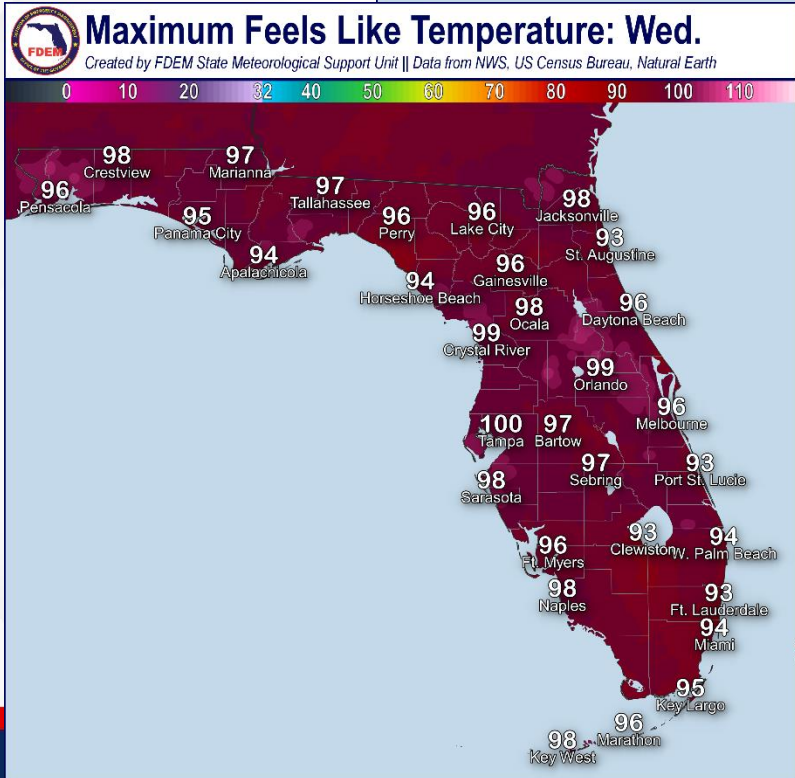 FDEM
Maximum Feels Like Temperature: Wed.
Created by FDEM State Meteorological Support Unit || Data from NWS, US Census Bureau, Natural Earth
0 10 20 32 40 50 60 70 80 90 100 110
98
Crestview
97
Marianna
96
Pensacola
97
Tallahassee
95
Panama City
96
Perry
96
Lake City
98
Jacksonville
94
Apalachicola
93
St. Augustine
96
Gainesville
94
Horseshoe Beach
98
Ocala
96
Daytona Beach
99
Crystal River
99
Orlando
96
Melbourne
100
Tampa
97
Bartow
97
Sebring
93
Port St. Lucie
98
Sarasota
93
Clewiston
94
W. Palm Beach
96
Ft. Myers
98
Naples
93
Ft. Lauderdale
94
Miami
95
Key Largo
96
Marathon
98
Key West